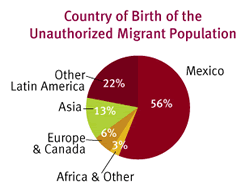 Country of Birth of the
Unauthorized Migrant Population
Other
Latin America
22%
Mexico
56%
Asia
13%
Europe
& Canada
6%
3%
Africa & Other